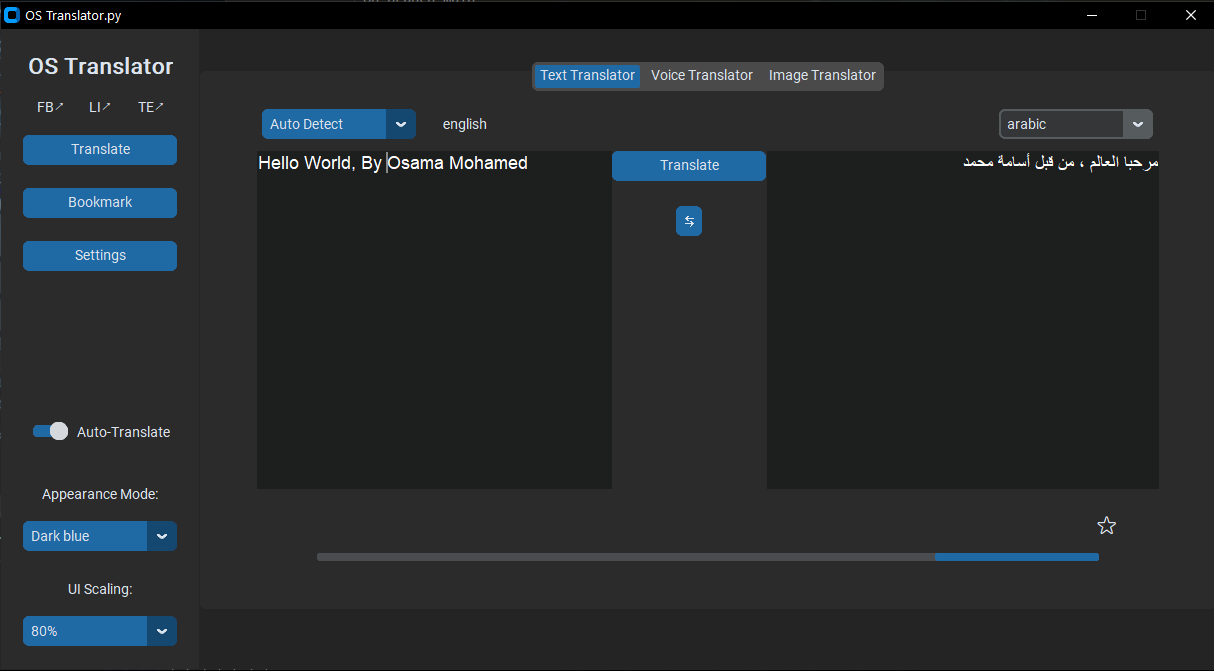 OS Translator.py
OS Translator
FB↗ LI↗ TE↗
Translate
Bookmark
Settings
Auto-Translate
Appearance Mode:
Dark blue
UI Scaling:
80%
Text Translator Voice Translator Image Translator
Auto Detect english arabic
Hello World, By Osama Mohamed
Translate
مرحبا العالم ، من قبل أسامة محمد